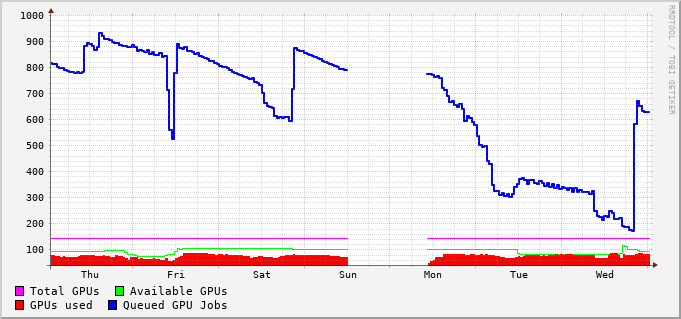 1000
900
800
700
600
500
400
300
200
100
Thu Fri Sat Sun Mon Tue Wed
Total GPUs Available GPUs
GPUs used Queued GPU Jobs
RRDTOOL / TOBI OETIKER